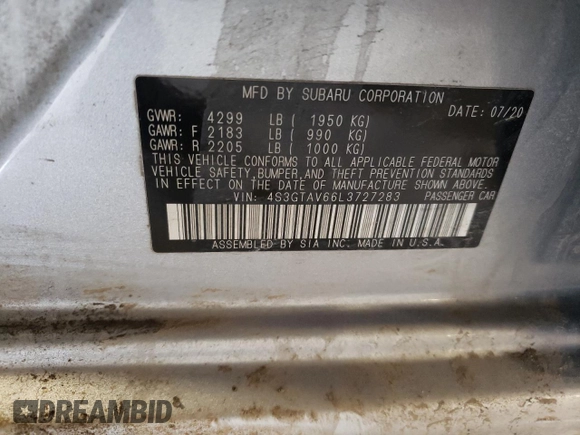 MFD BY SUBARU CORPORATION
DATE: 07/20
GVWR: 4299 LB ( 1950 KG)
GAWR: F 2183 LB ( 990 KG)
GAWR: R 2205 LB ( 1000 KG)
THIS VEHICLE CONFORMS TO ALL APPLICABLE FEDERAL MOTOR
VEHICLE SAFETY, BUMPER, AND THEFT PREVENTION STANDARDS
IN EFFECT ON THE DATE OF MANUFACTURE SHOWN ABOVE.
VIN: 4S3GTAV66L3727283 PASSENGER CAR
ASSEMBLED BY SIA INC. MADE IN U.S.A.
DREAMBID